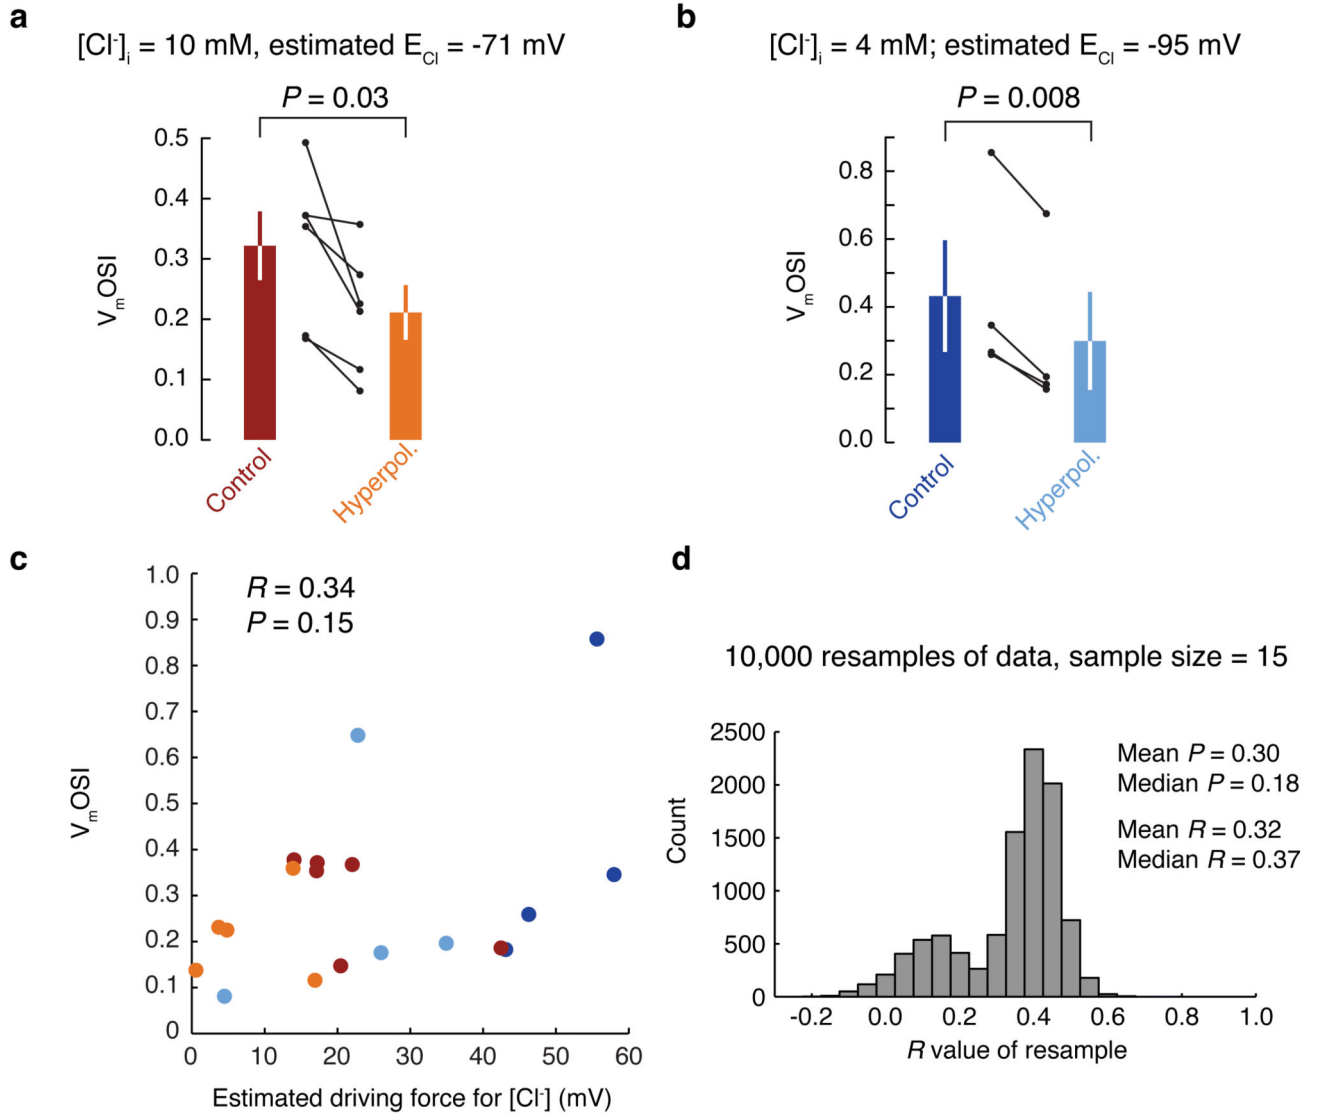 a
[Cl-]i = 10 mM, estimated ECl = -71 mV
P = 0.03
0.5
0.4
0.3
0.2
0.1
0.0
VmOSI
Control
Hyperpol.
b
[Cl-]i = 4 mM; estimated ECl = -95 mV
P = 0.008
0.8
0.6
0.4
0.2
0.0
VmOSI
Control
Hyperpol.
c
R = 0.34
P = 0.15
1.0
0.9
0.8
0.7
0.6
0.5
0.4
0.3
0.2
0.1
0
VmOSI
0 10 20 30 40 50 60
Estimated driving force for [Cl-] (mV)
d
10,000 resamples of data, sample size = 15
2500
2000
1500
1000
500
0
Count
Mean P = 0.30
Median P = 0.18
Mean R = 0.32
Median R = 0.37
-0.2 0.0 0.2 0.4 0.6 0.8 1.0
R value of resample